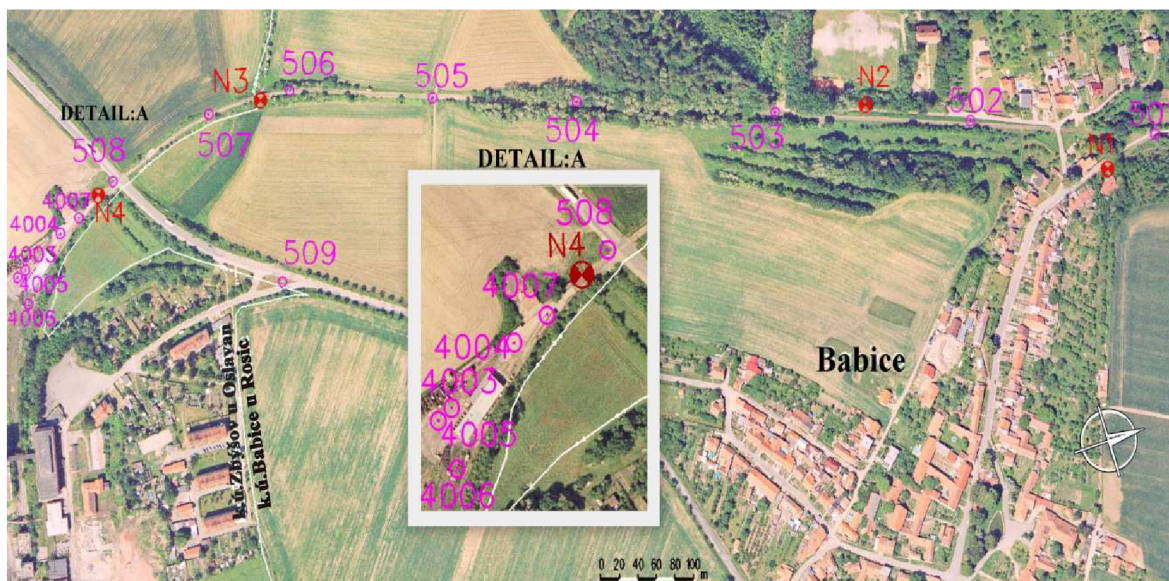 N3
506
505
N2
DETAIL:A
507
504
503
502
50
508
DETAIL:A
N1
N4
4007
4004
4003
4005
4006
509
508
N4
4007
4004
4003
4005
4006
Babice
k.ú.Zbýšov u Oslavan
k.ú.Babice u Rosic
0 20 40 60 80 100
m